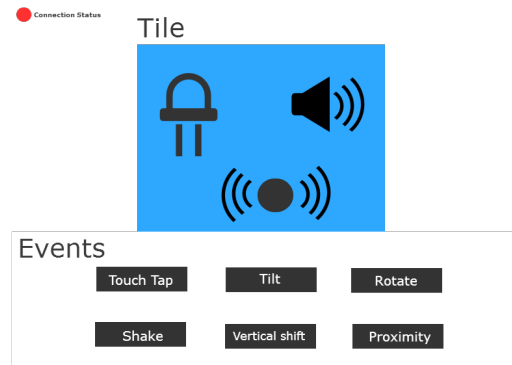 Connection Status
Tile
Events
Touch Tap
Tilt
Rotate
Shake
Vertical shift
Proximity